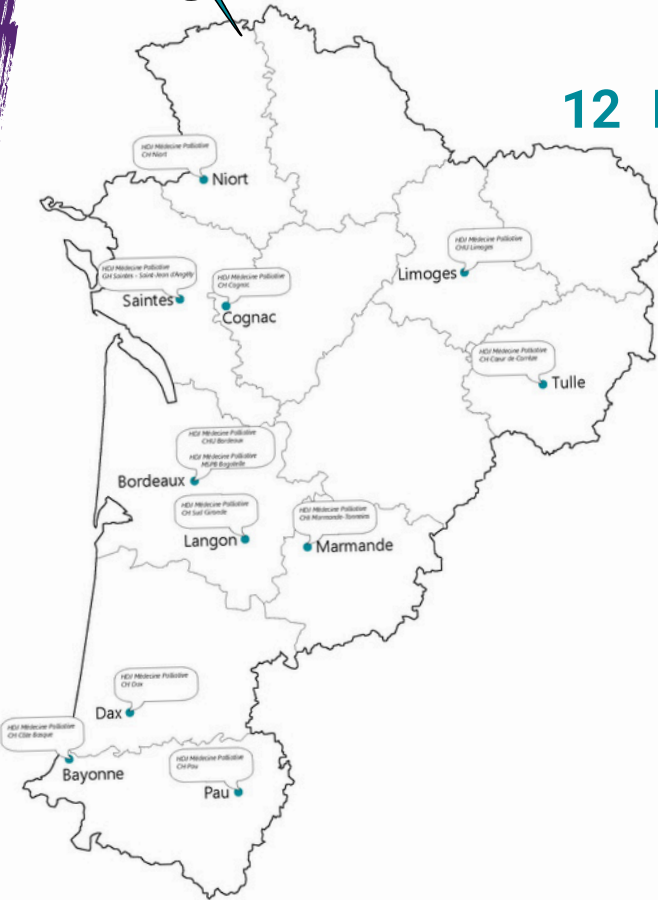 12
HDJ Médecine Palliative
CH Niort
Niort
HDJ Médecine Palliative
CHU Limoges
Limoges
HDJ Médecine Palliative
GH Saintes - Saint-Jean d'Angély
Saintes
HDJ Médecine Palliative
CH Cognac
Cognac
HDJ Médecine Palliative
CH Cœur de Corrèze
Tulle
HDJ Médecine Palliative
CHU Bordeaux
HDJ Médecine Palliative
MSPB Bagatelle
Bordeaux
HDJ Médecine Palliative
CH Sud Gironde
Langon
HDJ Médecine Palliative
Marmande-Tonneins
Marmande
HDJ Médecine Palliative
CH Dax
Dax
HDJ Médecine Palliative
CH Côte Basque
Bayonne
HDJ Médecine Palliative
CH Pau
Pau